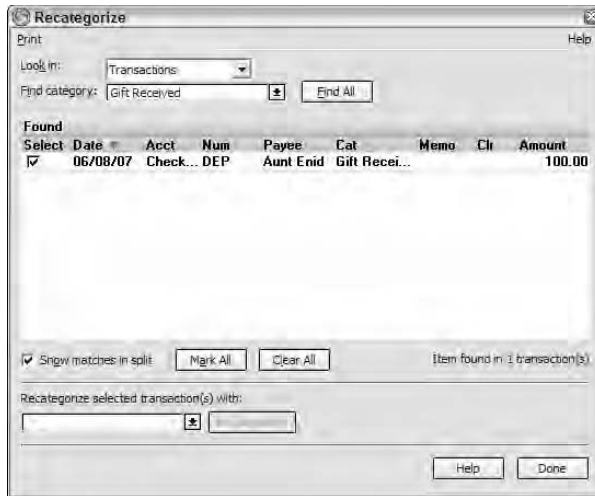 Recategorize
Print Help
Look in: Transactions
Find category: Gift Received Find All
Found
Select Date Acct Num Payee Cat Memo Clr Amount
06/08/07 Check... DEP Aunt Enid Gift Recei... 100.00
Show matches in split Mark All Clear All Item found in 1 transaction(s)
Recategorize selected transaction(s) with:
Help Done